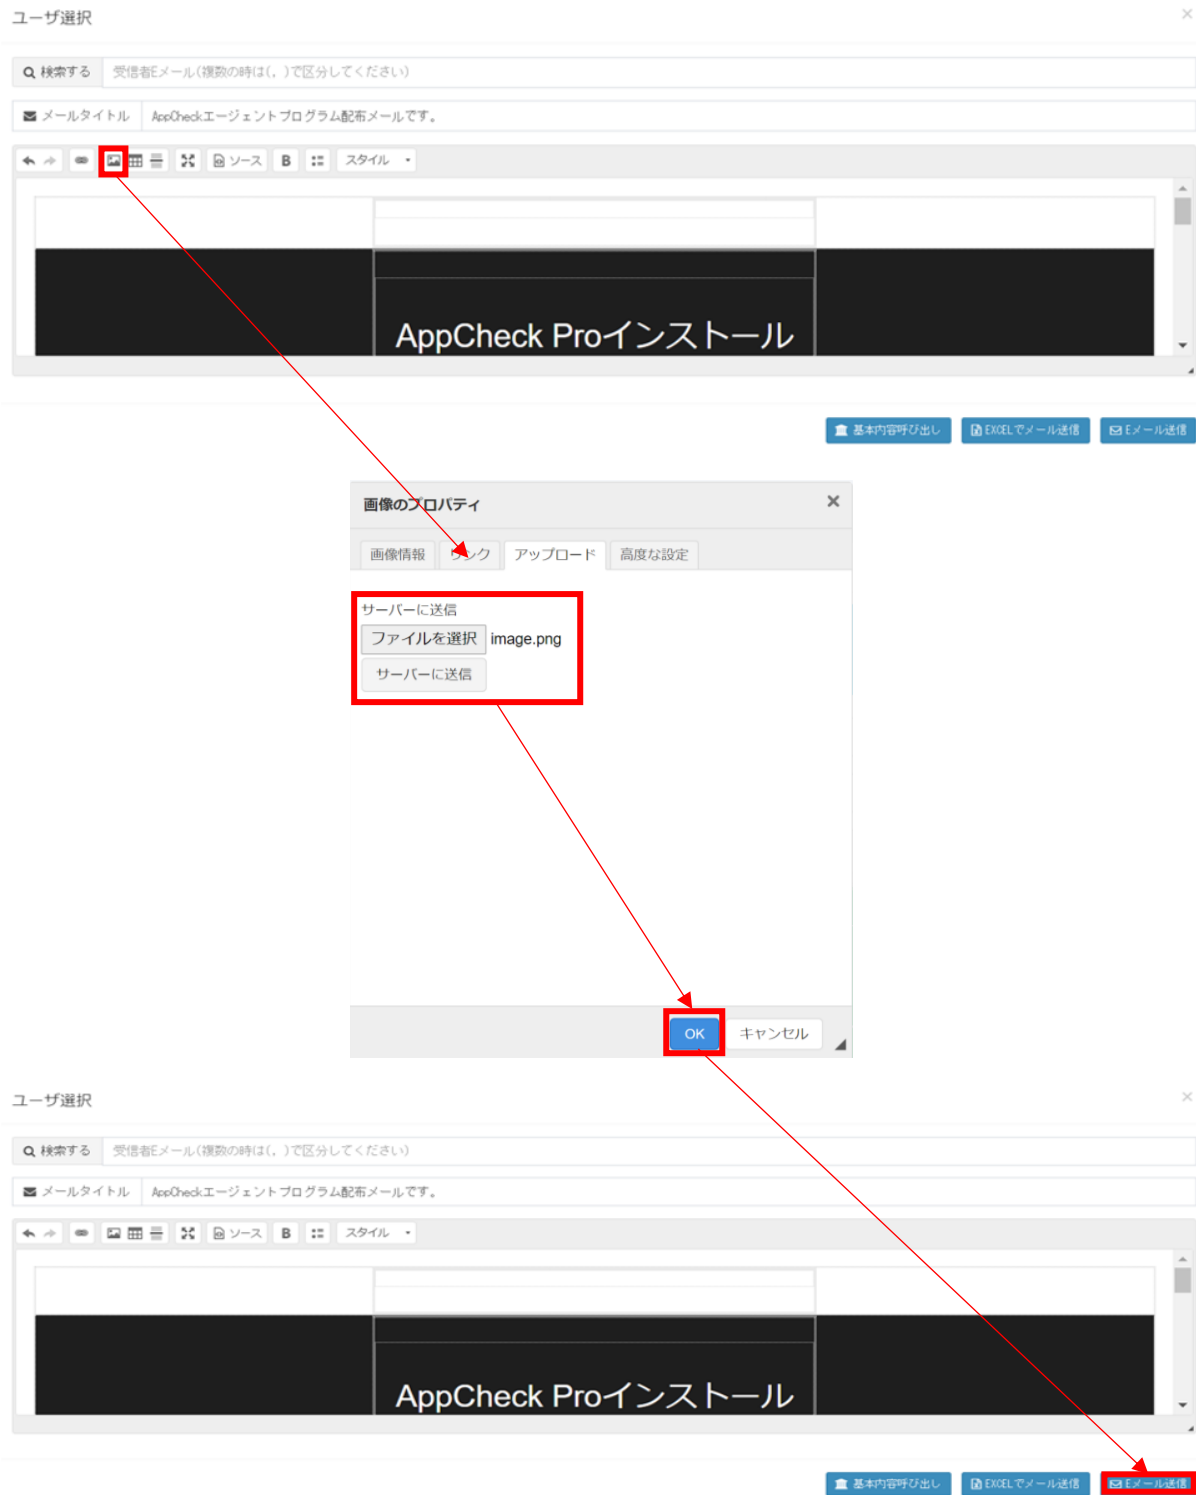 ユーザ選択
×
検索する 受信者Eメール(複数の時は(, )で区分してください)
メールタイトル AppCheckエージェントプログラム配布メールです。
ソース B スタイル
AppCheck Proインストール
基本内容呼び出し EXCELでメール送信 Eメール送信
画像のプロパティ ×
画像情報 リンク アップロード 高度な設定
サーバーに送信
ファイルを選択 image.png
サーバーに送信
OK キャンセル
ユーザ選択
×
検索する 受信者Eメール(複数の時は(, )で区分してください)
メールタイトル AppCheckエージェントプログラム配布メールです。
ソース B スタイル
AppCheck Proインストール
基本内容呼び出し EXCELでメール送信 Eメール送信